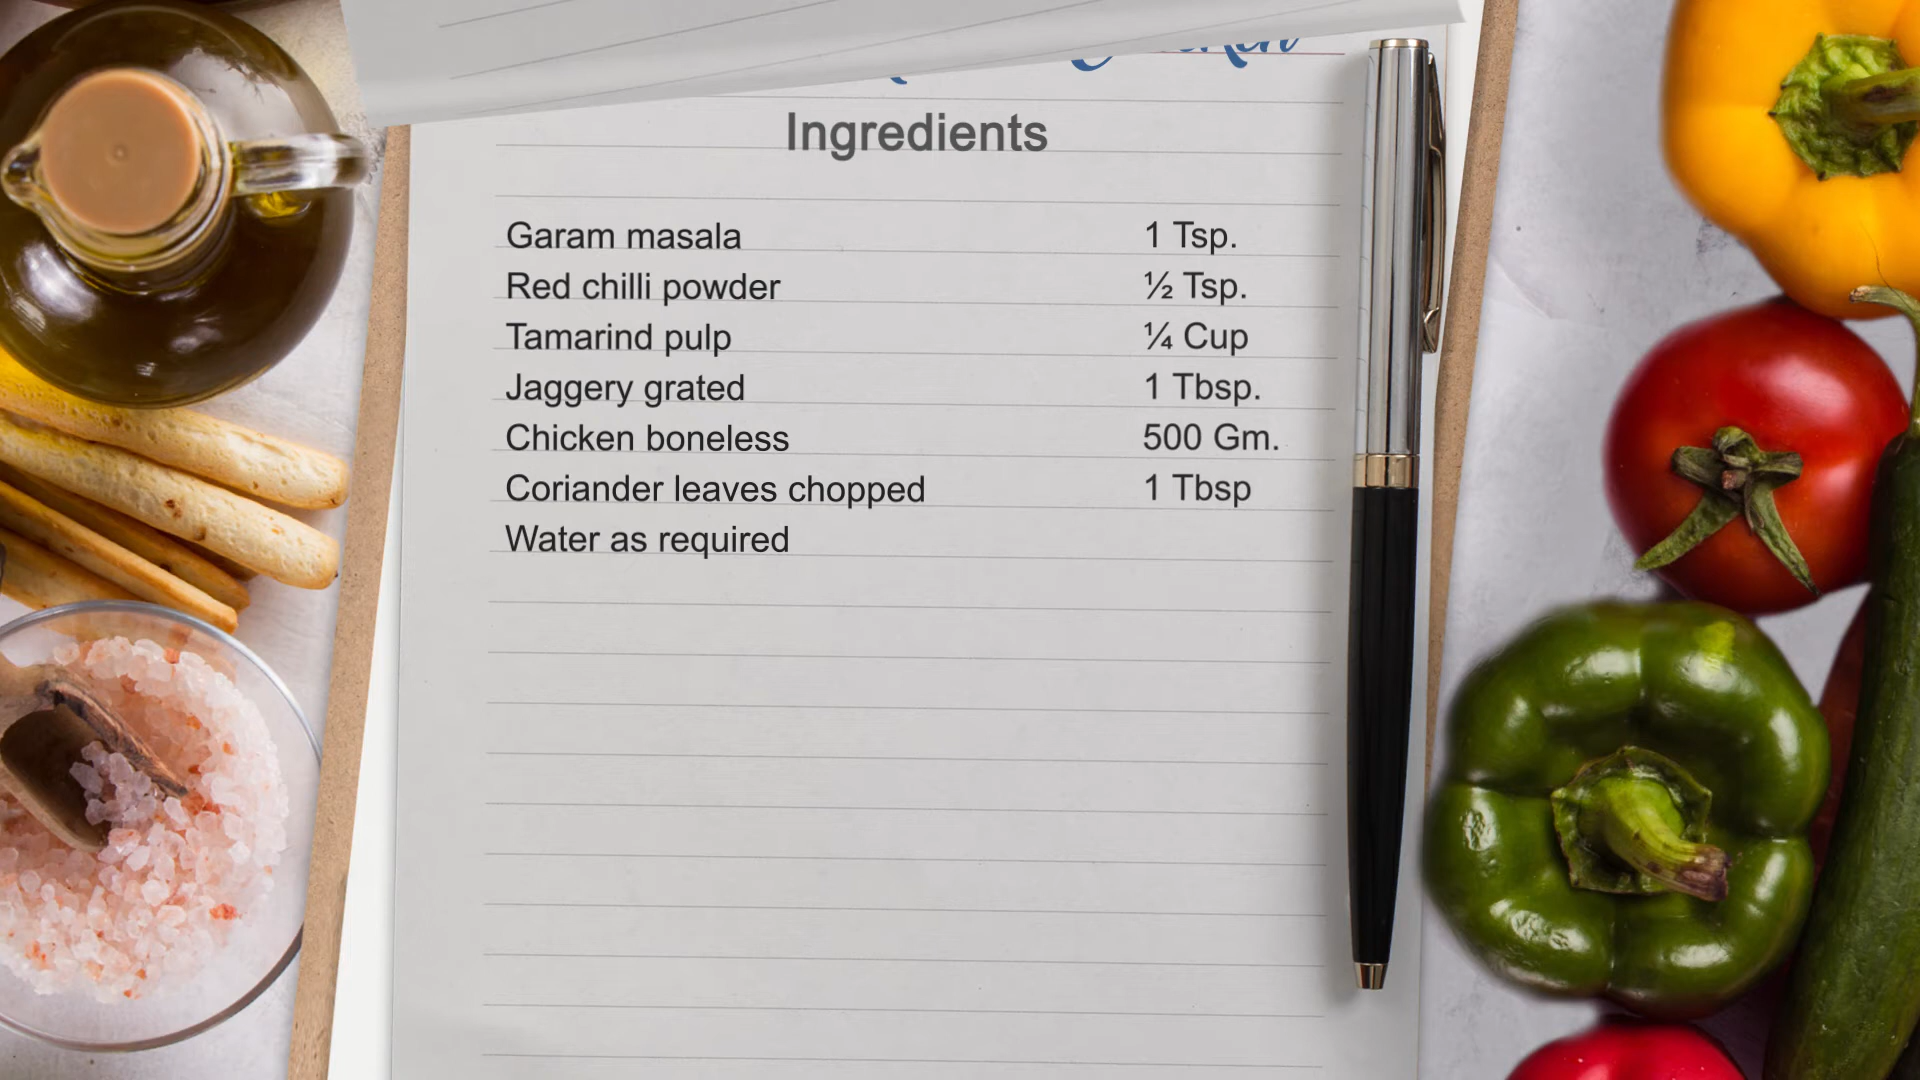 Ingredients
Garam masala 1 Tsp.
Red chilli powder ½ Tsp.
Tamarind pulp ¼ Cup
Jaggery grated 1 Tbsp.
Chicken boneless 500 Gm.
Coriander leaves chopped 1 Tbsp
Water as required